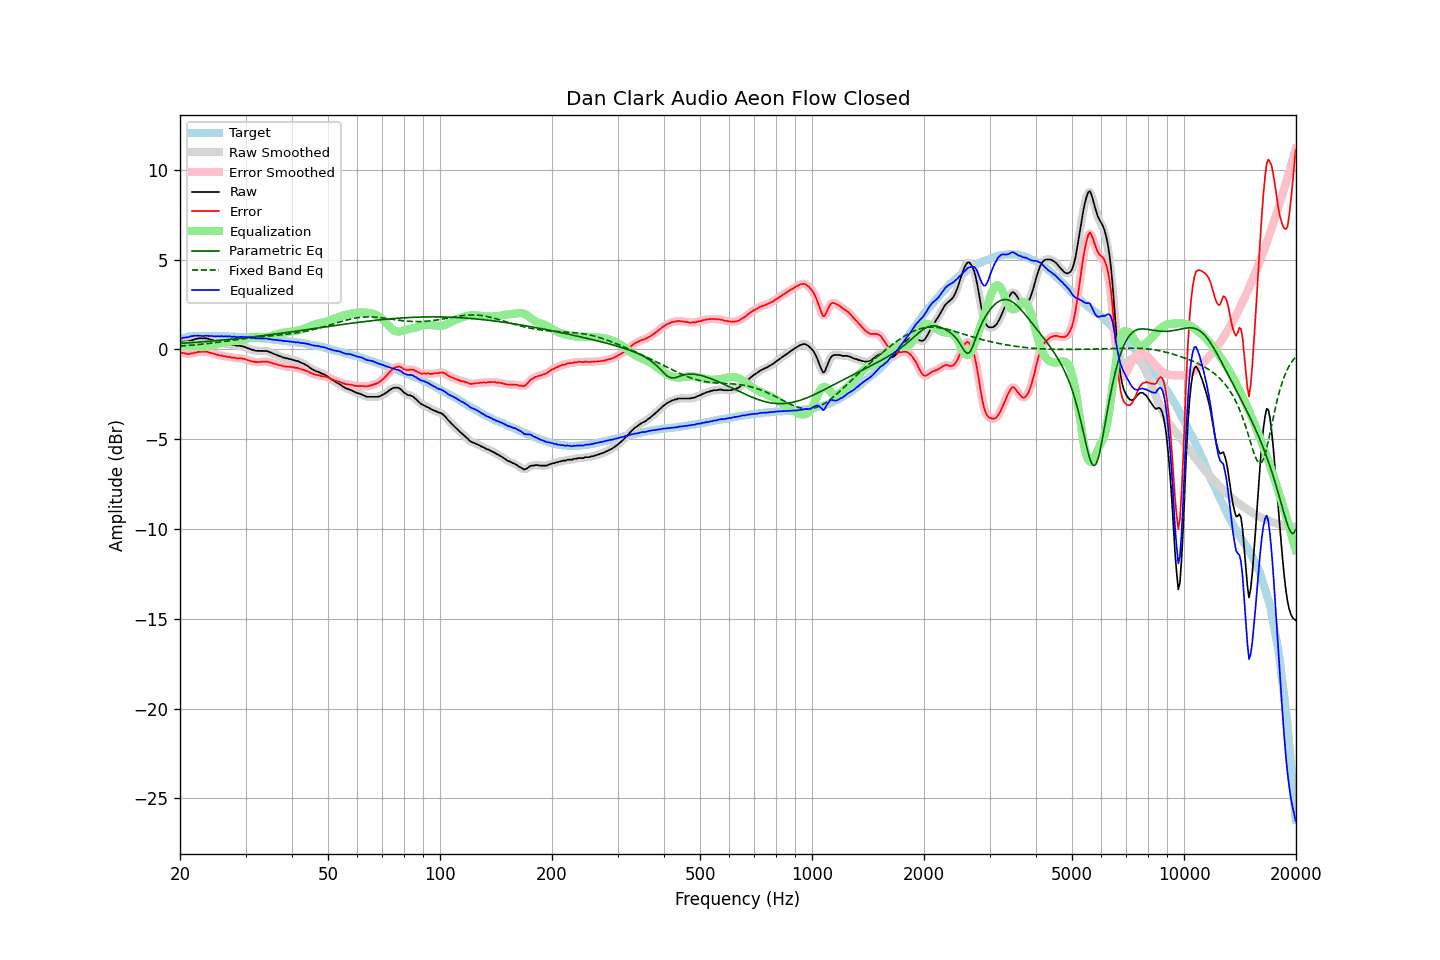 Dan Clark Audio Aeon Flow Closed
Target
Raw Smoothed
Error Smoothed
Raw
Error
Equalization
Parametric Eq
Fixed Band Eq
Equalized
10
5
0
−5
−10
−15
−20
−25
Amplitude (dBr)
20 50 100 200 500 1000 2000 5000 10000 20000
Frequency (Hz)